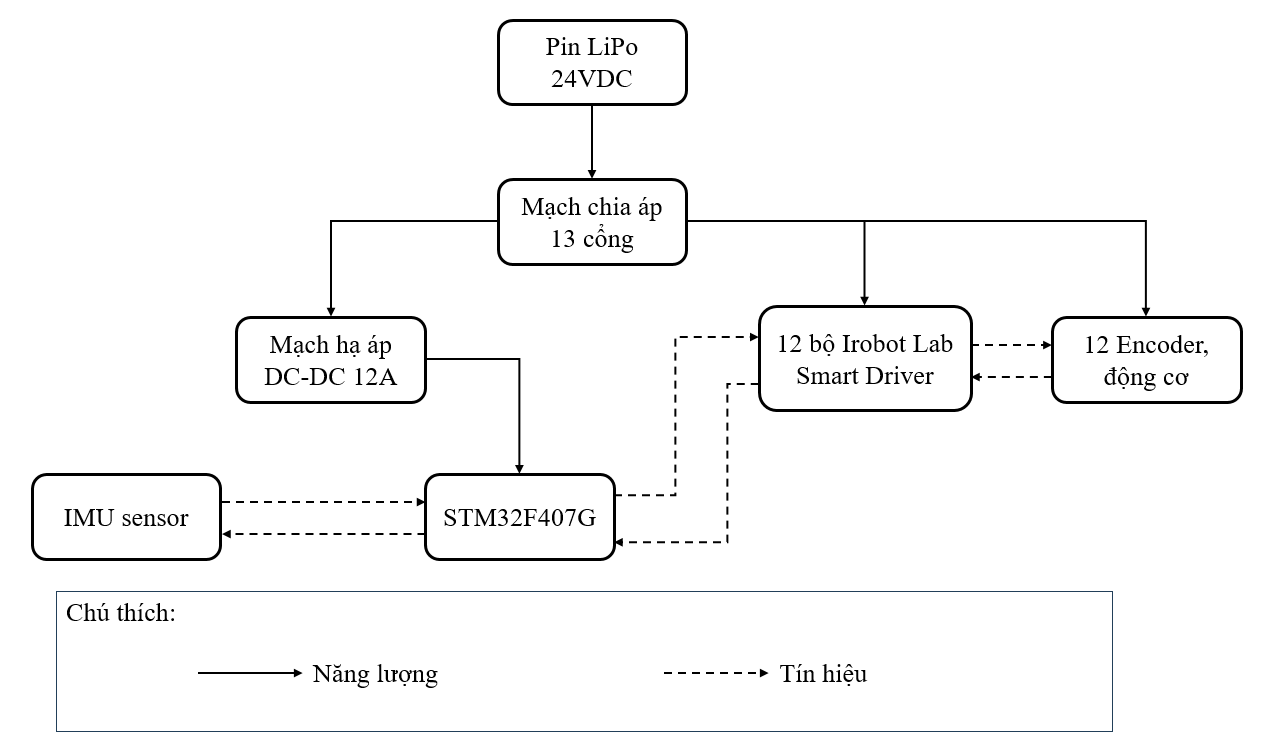 Pin LiPo
24VDC
Mạch chia áp
13 cổng
Mạch hạ áp
DC-DC 12A
12 bộ Irobot Lab
Smart Driver
12 Encoder,
động cơ
IMU sensor
STM32F407G
Chú thích:
Năng lượng
Tín hiệu